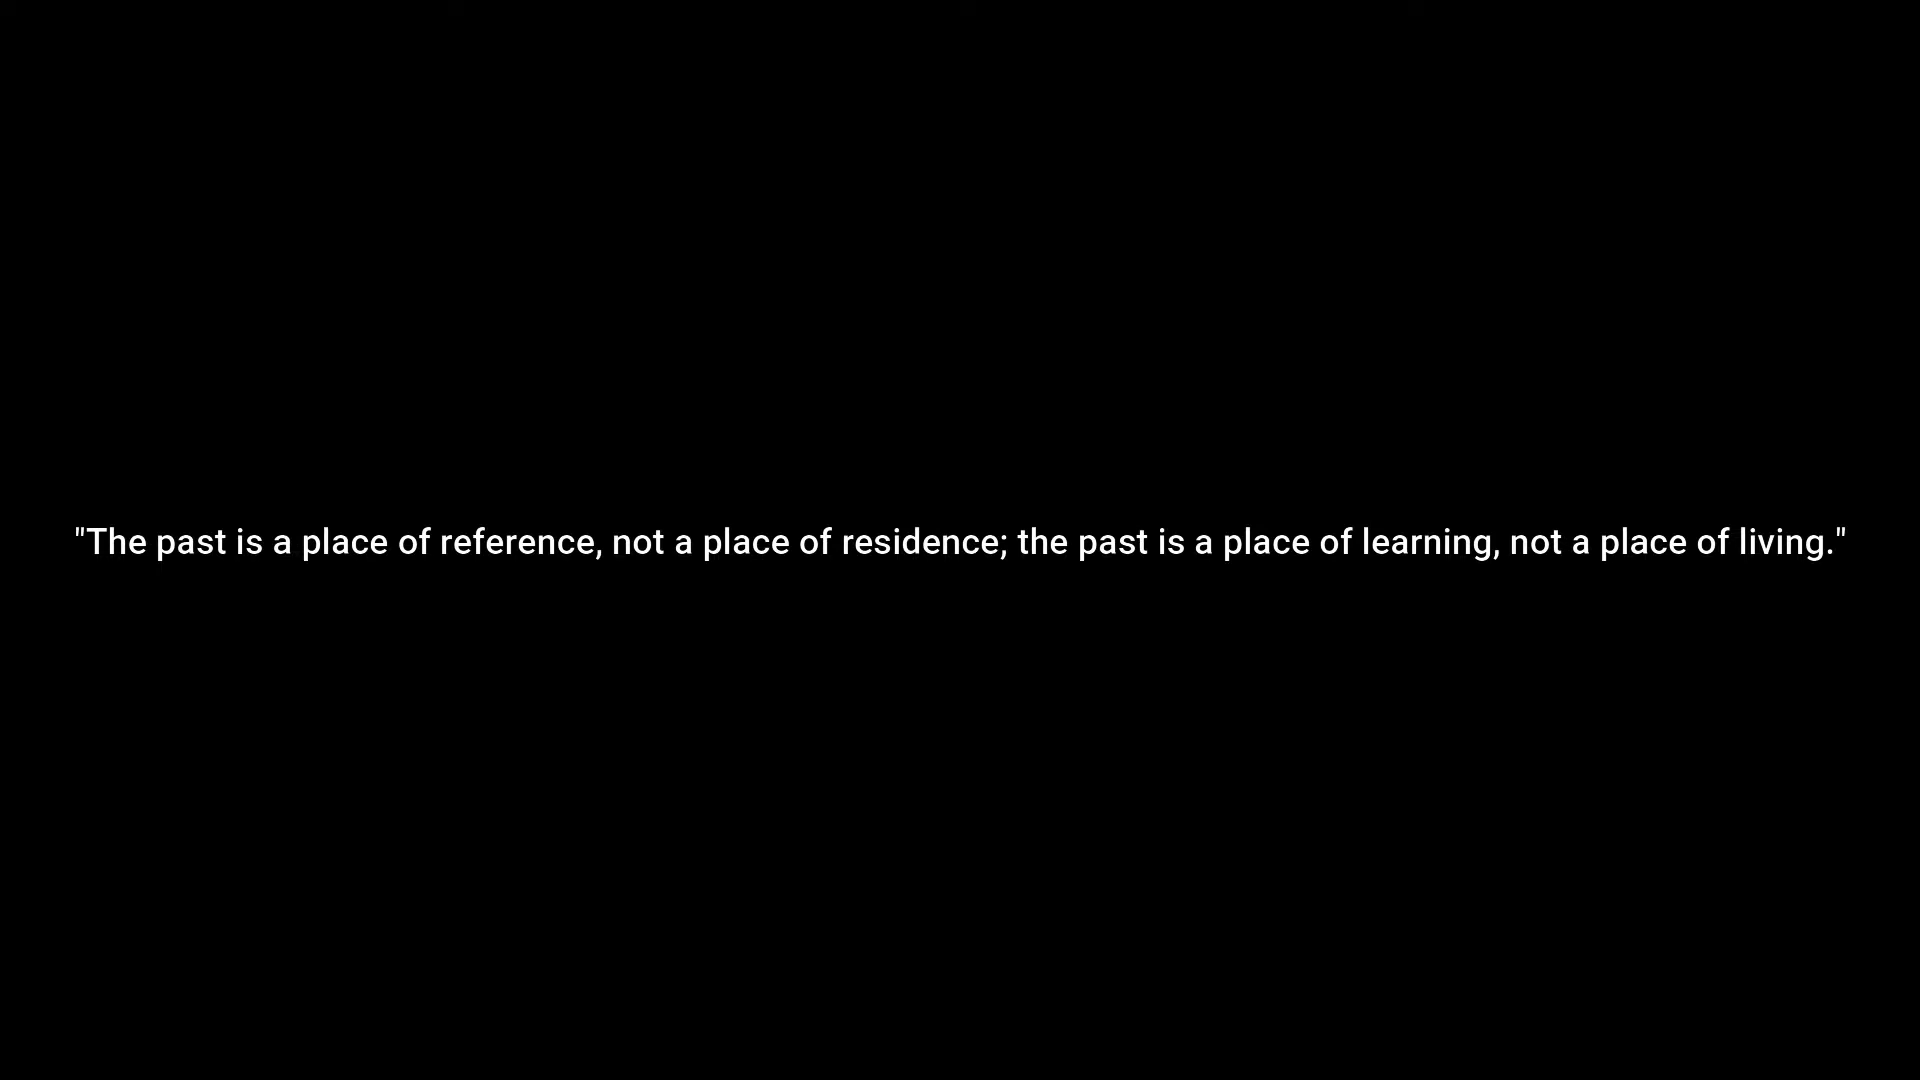 "The past is a place of reference, not a place of residence; the past is a place of learning, not a place of living."